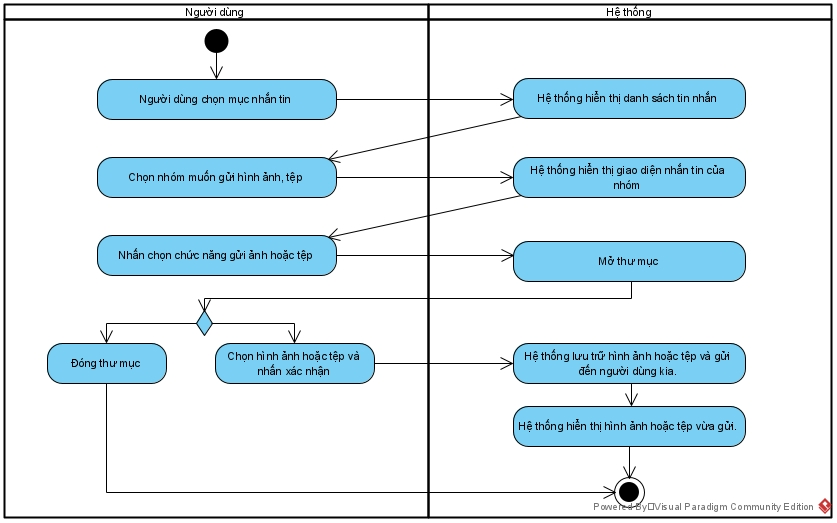 Người dùng
Hệ thống
Người dùng chọn mục nhắn tin
Hệ thống hiển thị danh sách tin nhắn
Chọn nhóm muốn gửi hình ảnh, tệp
Hệ thống hiển thị giao diện nhắn tin của
nhóm
Nhấn chọn chức năng gửi ảnh hoặc tệp
Mở thư mục
Đóng thư mục
Chọn hình ảnh hoặc tệp và
nhấn xác nhận
Hệ thống lưu trữ hình ảnh hoặc tệp và gửi
đến người dùng kia.
Hệ thống hiển thị hình ảnh hoặc tệp vừa gửi.
Powered By Visual Paradigm Community Edition